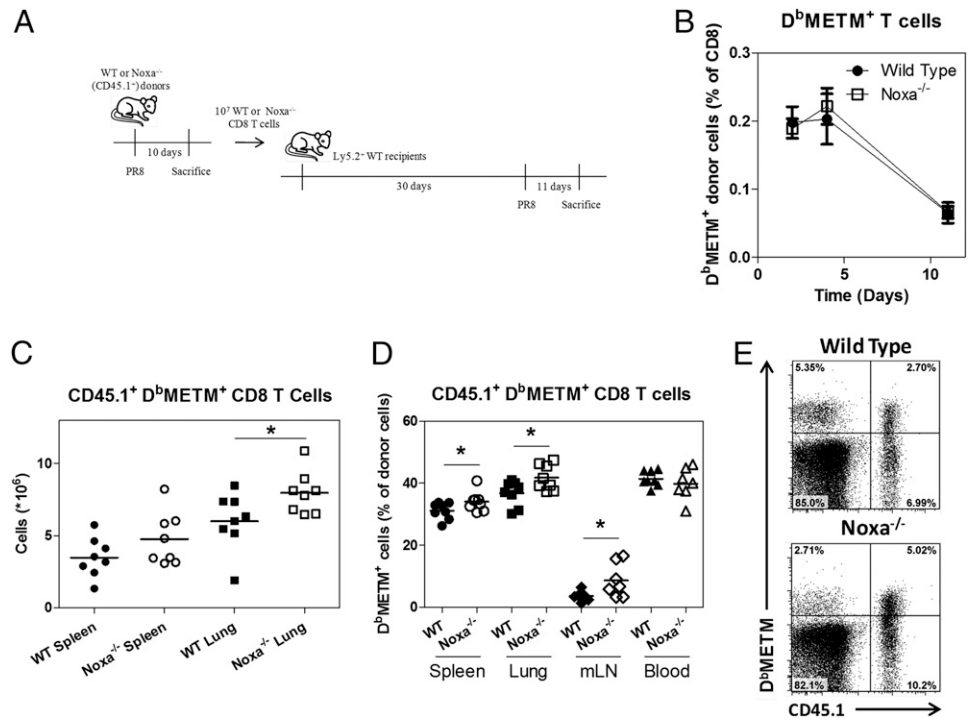 A
WT or Noxa⁻/⁻
(CD45.1⁺) donors
10 days
PR8
Sacrifice
10⁷ WT or Noxa⁻/⁻
CD8 T cells
Ly5.2⁺ WT recipients
30 days
11 days
PR8
Sacrifice
B
DᵇMETM⁺ T cells
DᵇMETM⁺ donor cells (% of CD8)
0.3
0.2
0.1
0.0
Wild Type
Noxa⁻/⁻
0
5
10
Time (Days)
C
CD45.1⁺ DᵇMETM⁺ CD8 T Cells
Cells (*10⁶)
10
5
0
*
WT Spleen
Noxa⁻/⁻ Spleen
WT Lung
Noxa⁻/⁻ Lung
D
CD45.1⁺ DᵇMETM⁺ CD8 T Cells
DᵇMETM⁺ cells (% of donor cells)
60
40
20
0
*
*
*
WT
Noxa⁻/⁻
WT
Noxa⁻/⁻
WT
Noxa⁻/⁻
WT
Noxa⁻/⁻
Spleen
Lung
mLN
Blood
E
Wild Type
5.35%
2.70%
85.0%
6.99%
Noxa⁻/⁻
2.71%
5.02%
82.1%
10.2%
DᵇMETM
CD45.1